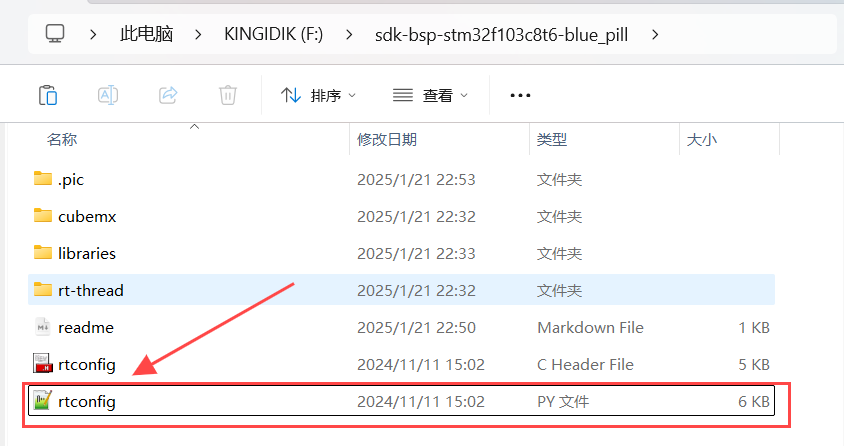 此电脑 > KINGIDIK (F:) > sdk-bsp-stm32f103c8t6-blue_pill >
排序 查看
名称 修改日期 类型 大小
.pic 2025/1/21 22:53 文件夹
cubemx 2025/1/21 22:32 文件夹
libraries 2025/1/21 22:33 文件夹
rt-thread 2025/1/21 22:32 文件夹
readme 2025/1/21 22:50 Markdown File 1 KB
rtconfig 2024/11/11 15:02 C Header File 5 KB
rtconfig 2024/11/11 15:02 PY 文件 6 KB